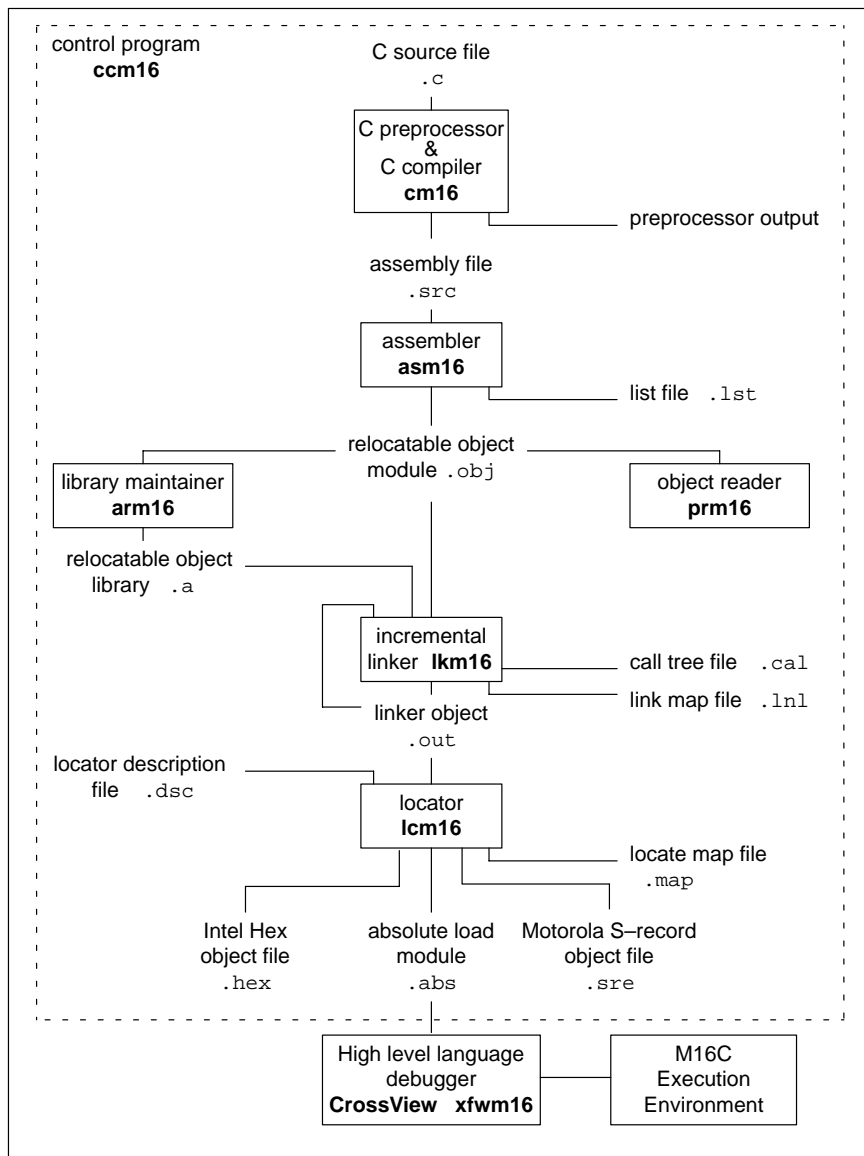 control program
ccm16
C source file
.c
C preprocessor
&
C compiler
cm16
preprocessor output
assembly file
.src
assembler
asm16
list file .lst
relocatable object
module .obj
library maintainer
arm16
object reader
prm16
relocatable object
library .a
incremental
linker lkm16
call tree file .cal
link map file .lnl
linker object
.out
locator description
file .dsc
locator
lcm16
locate map file
.map
Intel Hex
object file
.hex
absolute load
module
.abs
Motorola S–record
object file
.sre
High level language
debugger
CrossView xfwm16
M16C
Execution
Environment